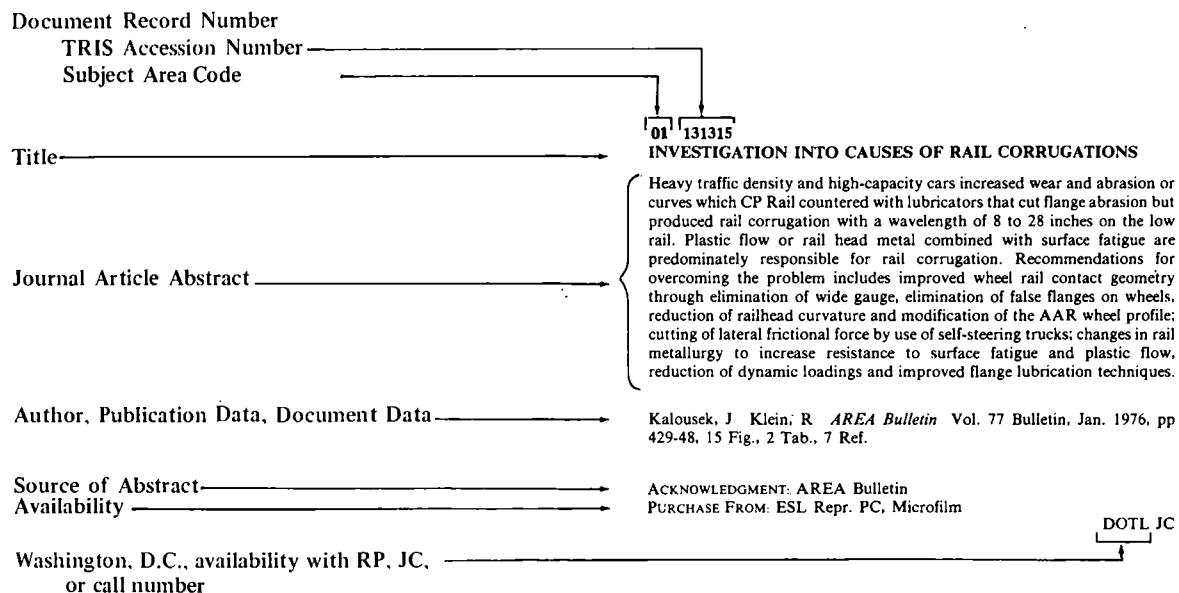 Document Record Number
TRIS Accession Number
Subject Area Code
01 131315
Title
INVESTIGATION INTO CAUSES OF RAIL CORRUGATIONS
Heavy traffic density and high-capacity cars increased wear and abrasion or
curves which CP Rail countered with lubricators that cut flange abrasion but
produced rail corrugation with a wavelength of 8 to 28 inches on the low
rail. Plastic flow or rail head metal combined with surface fatigue are
predominately responsible for rail corrugation. Recommendations for
overcoming the problem includes improved wheel rail contact geometry
through elimination of wide gauge, elimination of false flanges on wheels,
reduction of railhead curvature and modification of the AAR wheel profile;
cutting of lateral frictional force by use of self-steering trucks; changes in rail
metallurgy to increase resistance to surface fatigue and plastic flow,
reduction of dynamic loadings and improved flange lubrication techniques.
Journal Article Abstract
Author, Publication Data, Document Data
Kalousek, J Klein, R AREA Bulletin Vol. 77 Bulletin, Jan. 1976, pp
429-48, 15 Fig., 2 Tab., 7 Ref.
Source of Abstract
ACKNOWLEDGMENT: AREA Bulletin
Availability
PURCHASE FROM: ESL Repr. PC, Microfilm
DOTL JC
Washington, D.C., availability with RP, JC,
or call number